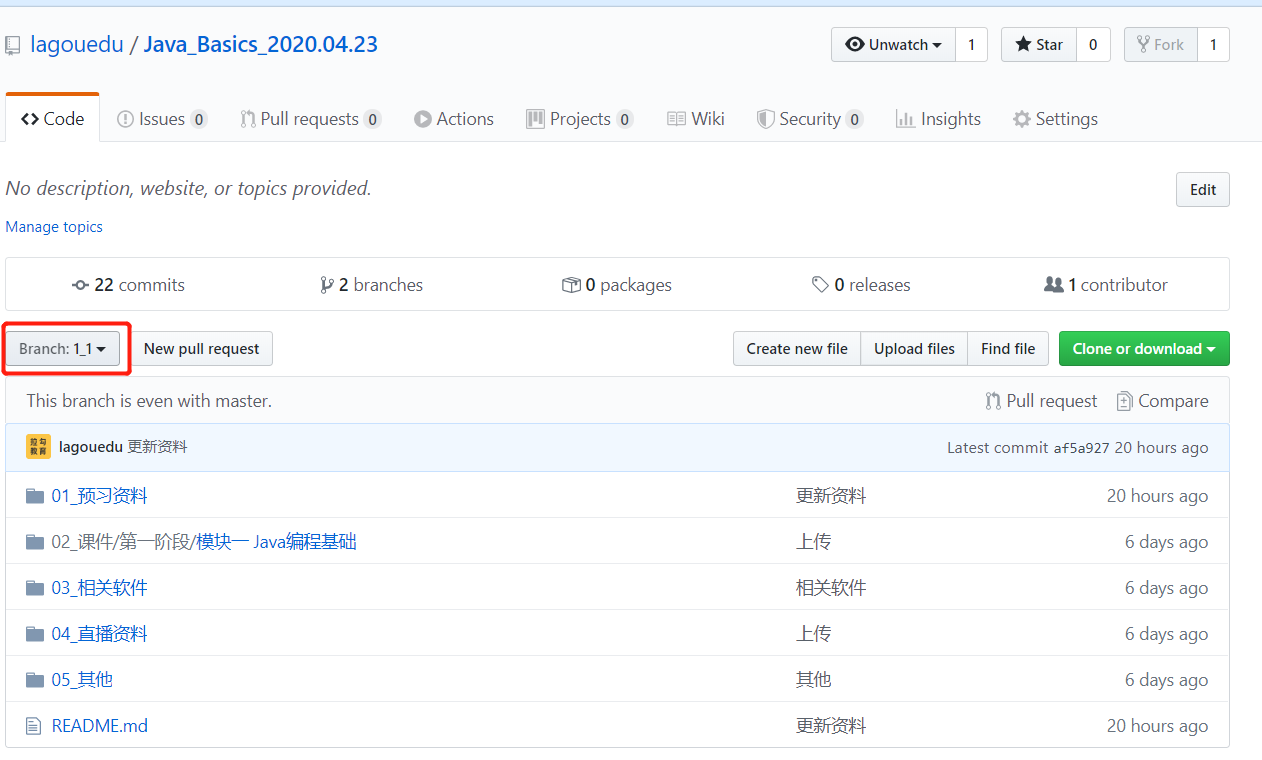 lagouedu / Java_Basics_2020.04.23
Unwatch 1 Star 0 Fork 1
Code Issues 0 Pull requests 0 Actions Projects 0 Wiki Security 0 Insights Settings
No description, website, or topics provided.
Edit
Manage topics
22 commits 2 branches 0 packages 0 releases 1 contributor
Branch: 1_1 New pull request Create new file Upload files Find file Clone or download
This branch is even with master. Pull request Compare
拉勾教育
lagouedu 更新资料 Latest commit af5a927 20 hours ago
01_预习资料 更新资料 20 hours ago
02_课件/第一阶段/模块一 Java编程基础 上传 6 days ago
03_相关软件 相关软件 6 days ago
04_直播资料 上传 6 days ago
05_其他 其他 6 days ago
README.md 更新资料 20 hours ago